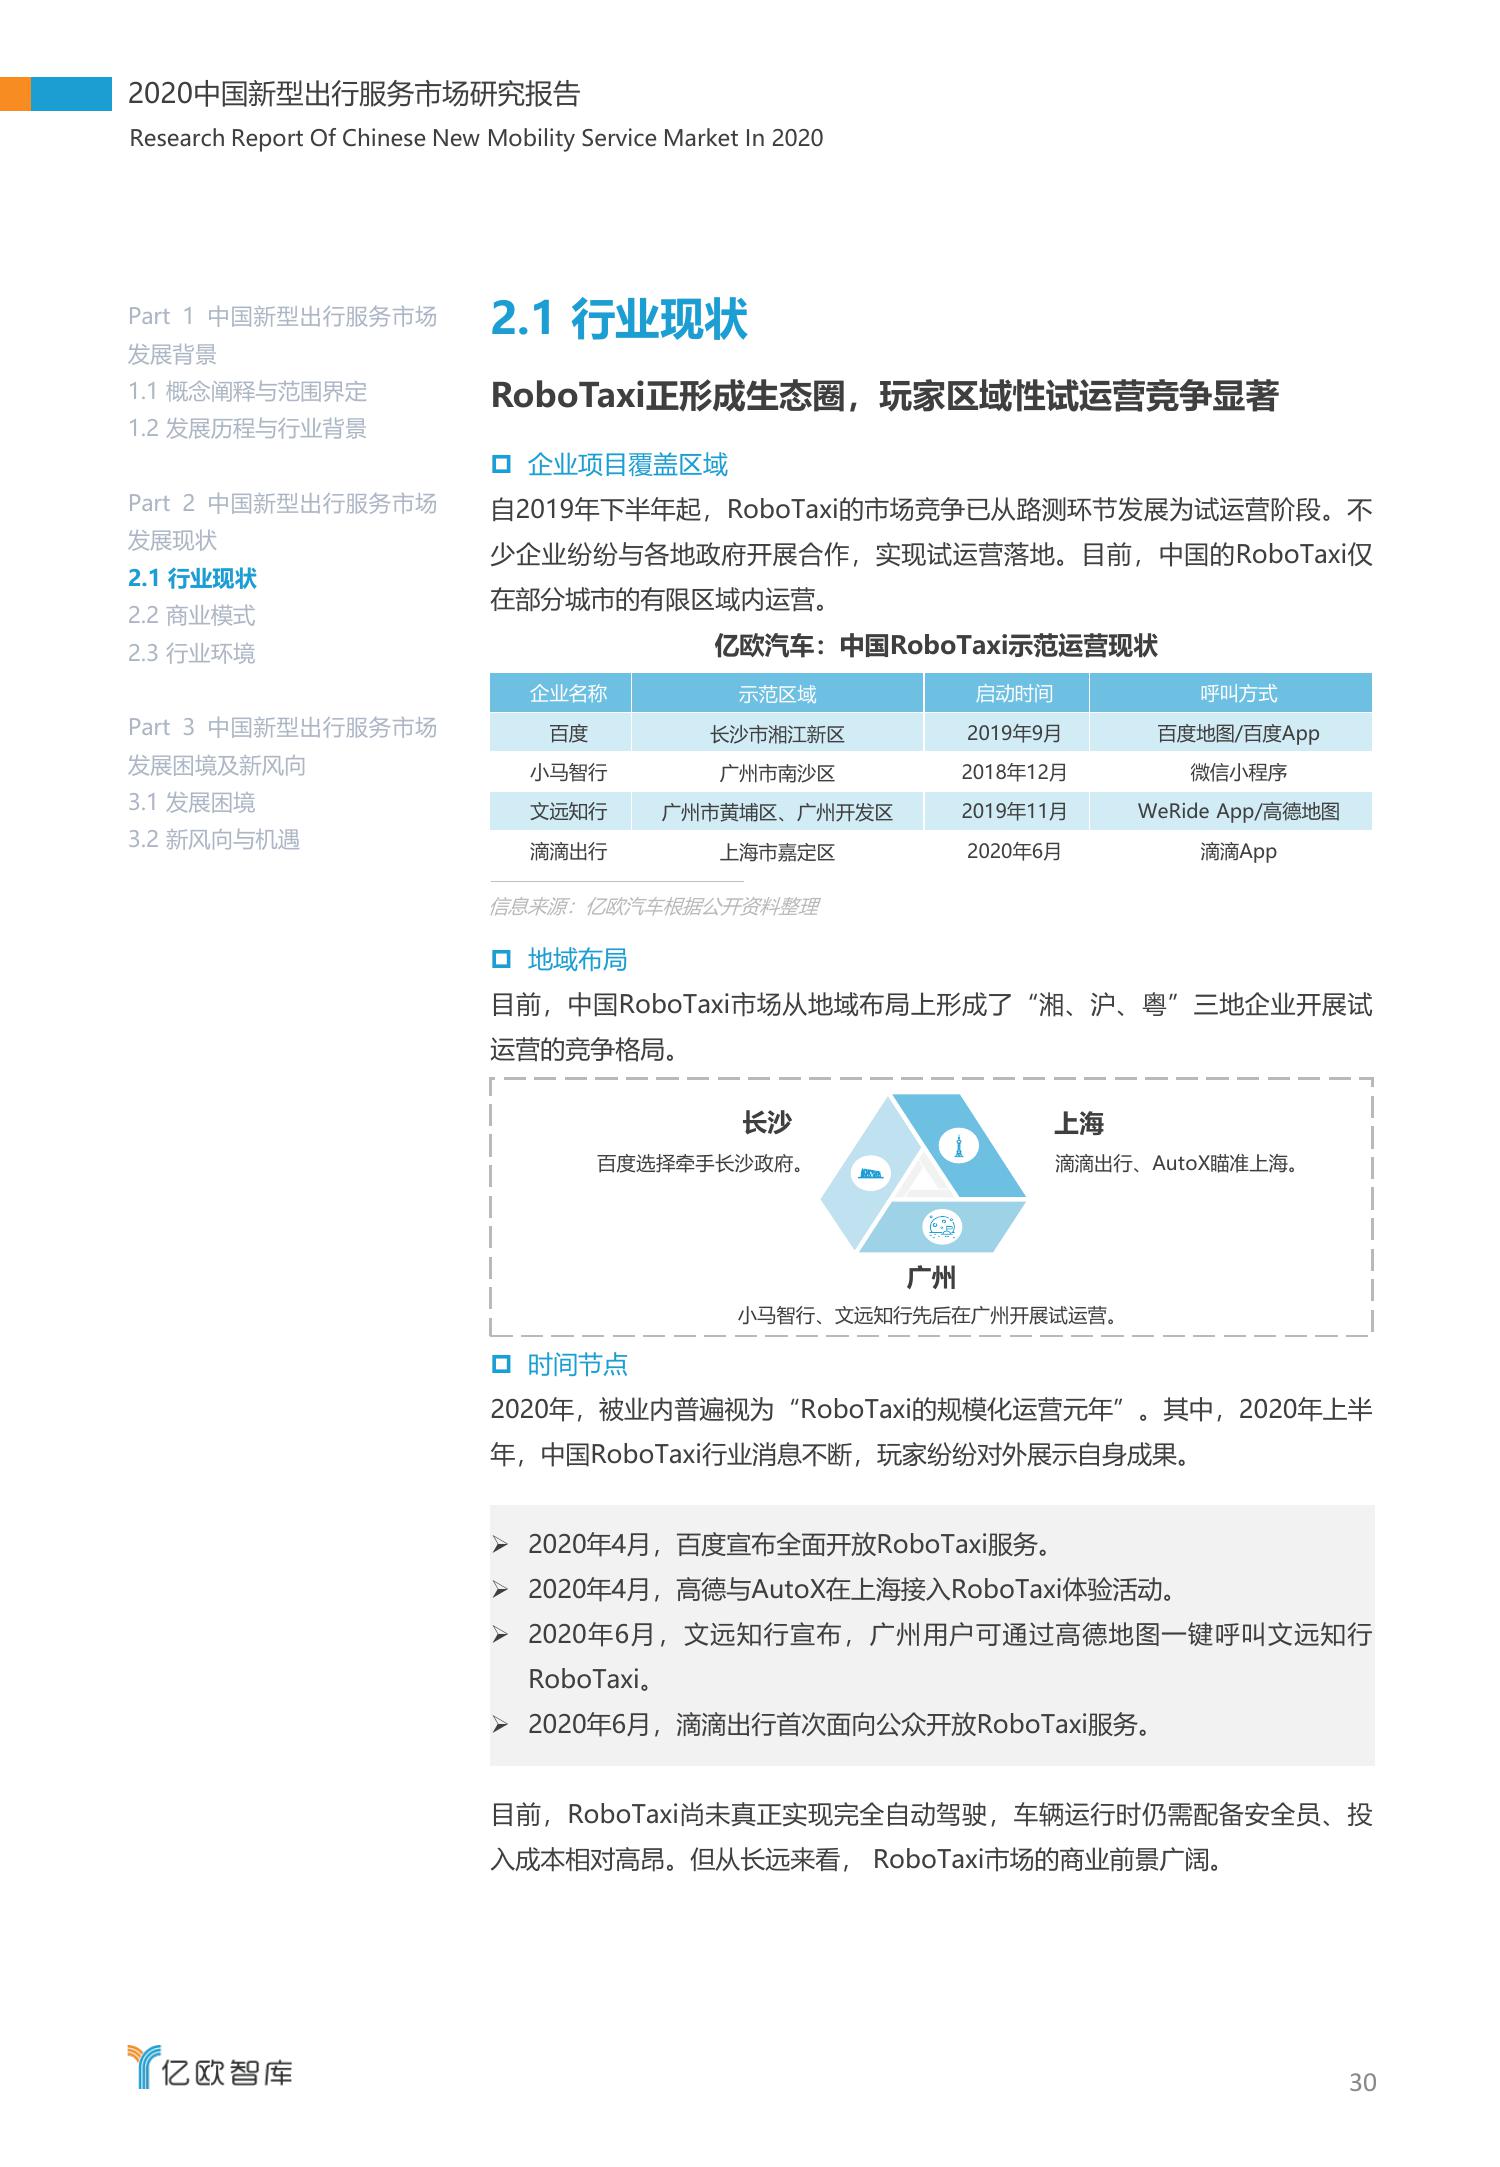 2020中国新型出行服务市场研究报告
Research Report Of Chinese New Mobility Service Market In 2020
Part 1 中国新型出行服务市场
发展背景
1.1 概念阐释与范围界定
1.2 发展历程与行业背景
Part 2 中国新型出行服务市场
发展现状
2.1 行业现状
2.2 商业模式
2.3 行业环境
Part 3 中国新型出行服务市场
发展困境及新风向
3.1 发展困境
3.2 新风向与机遇
2.1 行业现状
RoboTaxi正形成生态圈，玩家区域性试运营竞争显著
企业项目覆盖区域
自2019年下半年起，RoboTaxi的市场竞争已从路测环节发展为试运营阶段。不
少企业纷纷与各地政府开展合作，实现试运营落地。目前，中国的RoboTaxi仅
在部分城市的有限区域内运营。
亿欧汽车：中国RoboTaxi示范运营现状
企业名称 示范区域 启动时间 呼叫方式
百度 长沙市湘江新区 2019年9月 百度地图/百度App
小马智行 广州市南沙区 2018年12月 微信小程序
文远知行 广州市黄埔区、广州开发区 2019年11月 WeRide App/高德地图
滴滴出行 上海市嘉定区 2020年6月 滴滴App
信息来源：亿欧汽车根据公开资料整理
地域布局
目前，中国RoboTaxi市场从地域布局上形成了“湘、沪、粤”三地企业开展试
运营的竞争格局。
长沙
百度选择牵手长沙政府。
上海
滴滴出行、AutoX瞄准上海。
广州
小马智行、文远知行先后在广州开展试运营。
时间节点
2020年，被业内普遍视为“RoboTaxi的规模化运营元年”。其中，2020年上半
年，中国RoboTaxi行业消息不断，玩家纷纷对外展示自身成果。
➢ 2020年4月，百度宣布全面开放RoboTaxi服务。
➢ 2020年4月，高德与AutoX在上海接入RoboTaxi体验活动。
➢ 2020年6月，文远知行宣布，广州用户可通过高德地图一键呼叫文远知行
RoboTaxi。
➢ 2020年6月，滴滴出行首次面向公众开放RoboTaxi服务。
目前，RoboTaxi尚未真正实现完全自动驾驶，车辆运行时仍需配备安全员、投
入成本相对高昂。但从长远来看， RoboTaxi市场的商业前景广阔。
亿欧智库
30